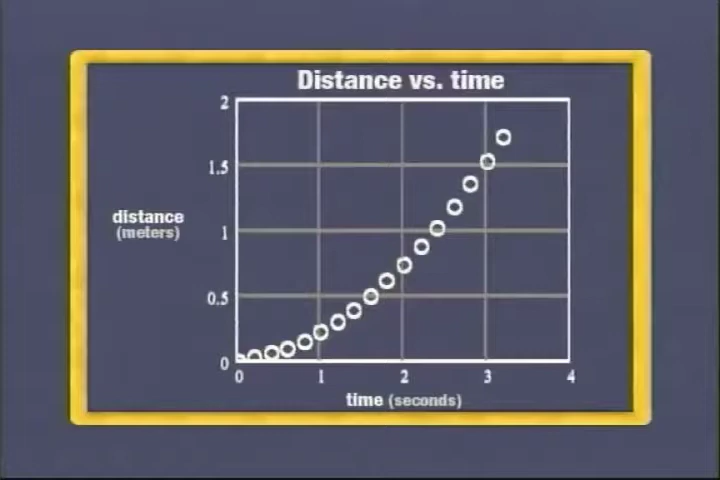 Distance vs. time
2
1.5
distance
(meters)
1
0.5
0
0 1 2 3 4
time (seconds)